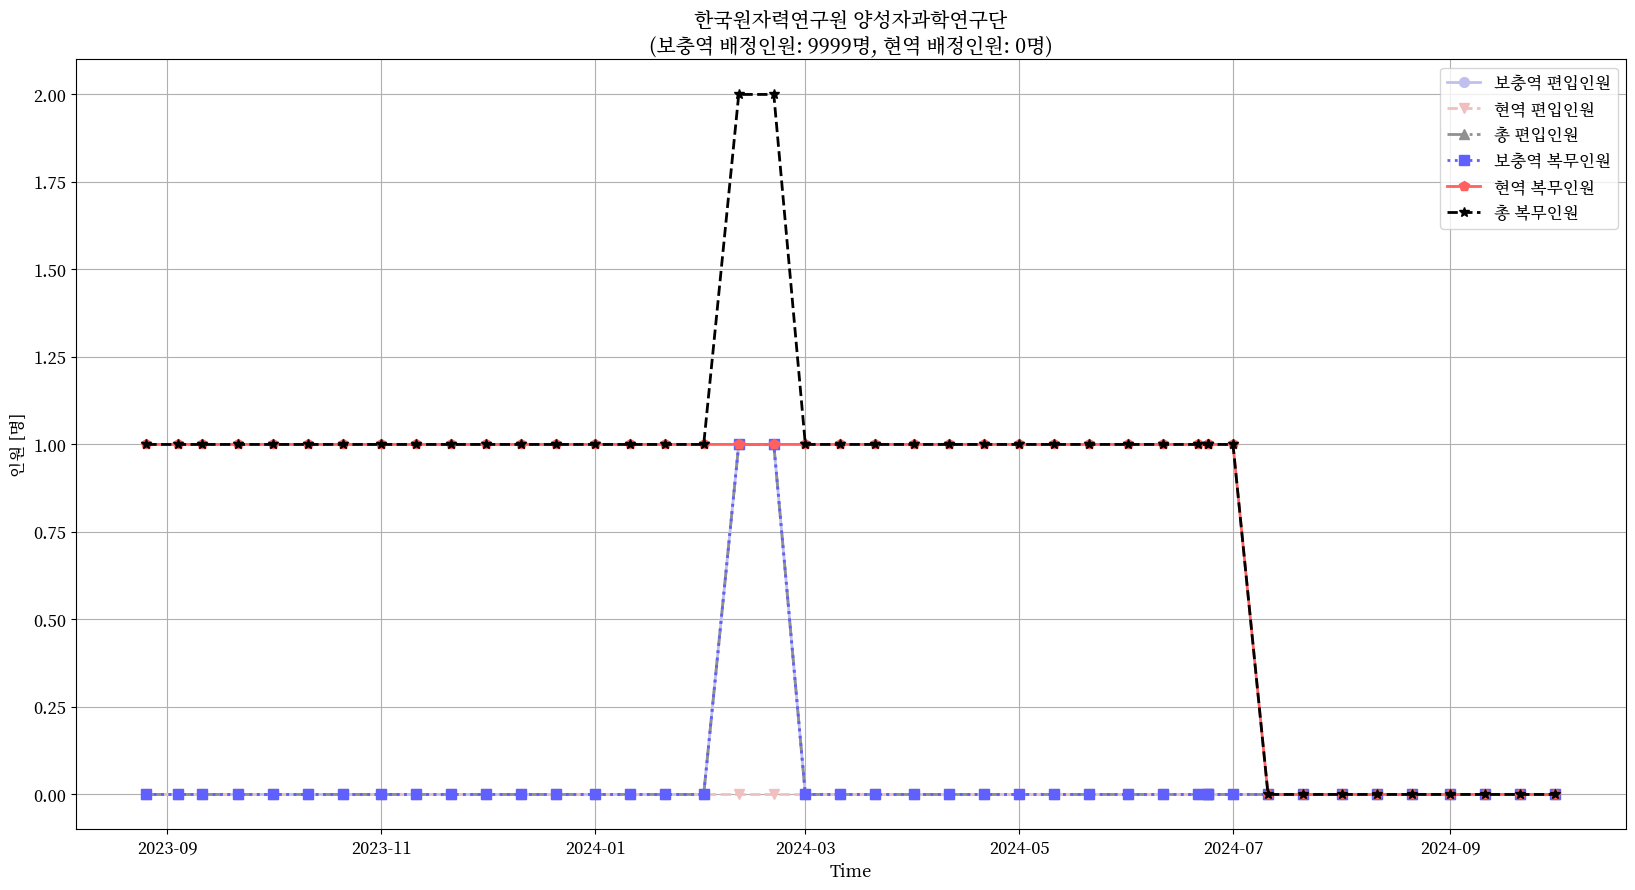 한국원자력연구원 양성자과학연구단
(보충역 배정인원: 9999명, 현역 배정인원: 0명)
보충역 편입인원
현역 편입인원
총 편입인원
보충역 복무인원
현역 복무인원
총 복무인원
2.00
1.75
1.50
1.25
1.00
0.75
0.50
0.25
0.00
인원 [명]
2023-09
2023-11
2024-01
2024-03
2024-05
2024-07
2024-09
Time